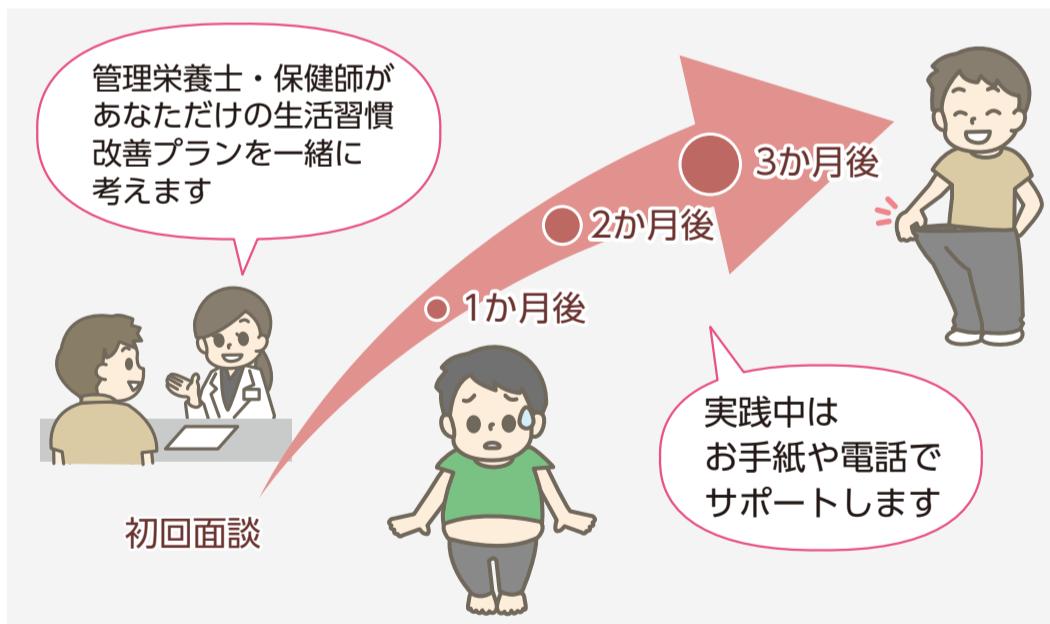 管理栄養士・保健師が
あなただけの生活習慣
改善プランを一緒に
考えます
初回面談
1か月後
2か月後
3か月後
実践中は
お手紙や電話で
サポートします